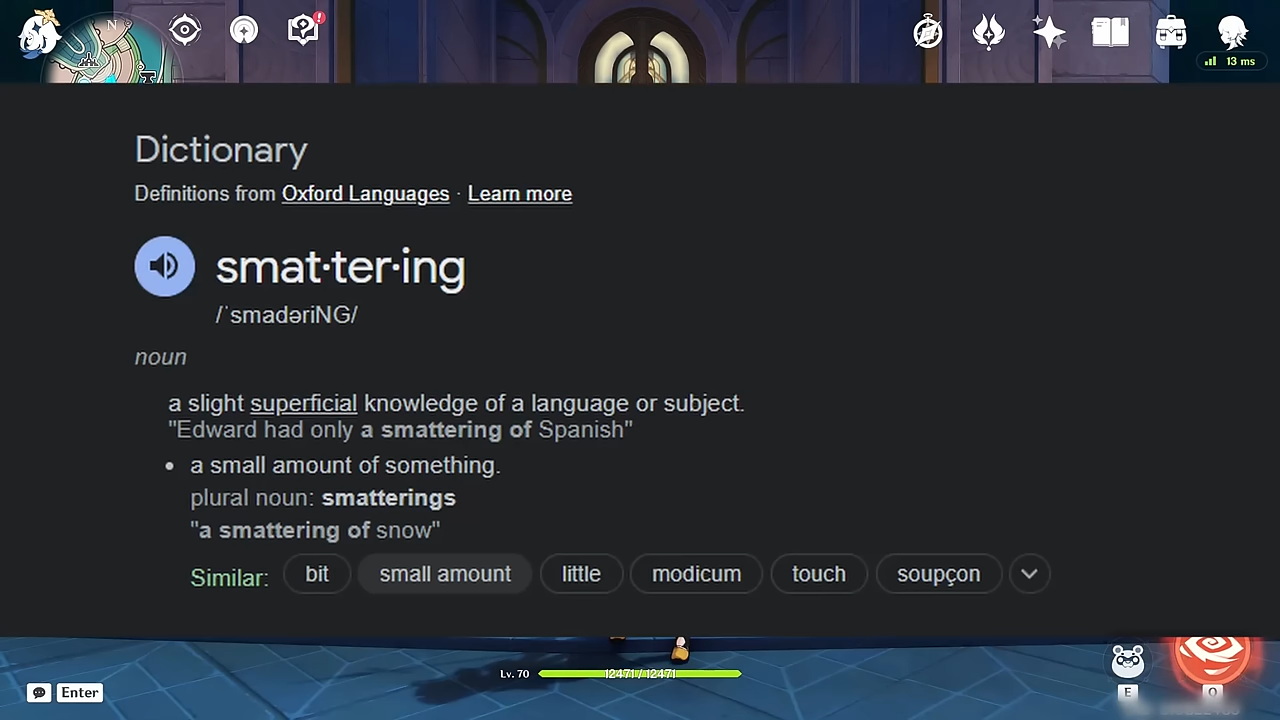 N
13 ms
Dictionary
Definitions from Oxford Languages · Learn more
smat·ter·ing
/ˈsmadəriNG/
noun
a slight superficial knowledge of a language or subject.
"Edward had only a smattering of Spanish"
• a small amount of something.
plural noun: smatterings
"a smattering of snow"
Similar: bit small amount little modicum touch soupçon
Lv. 70 12471 / 12471
Enter
E Q